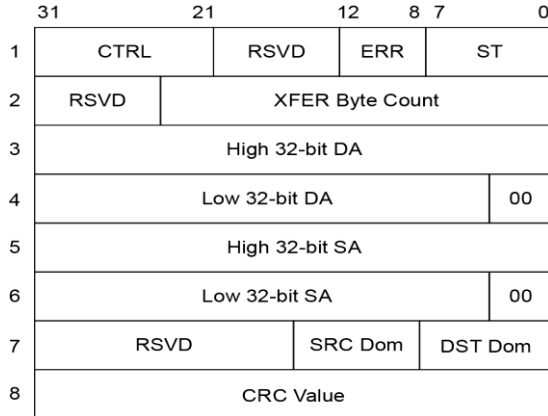 31 21 12 8 7 0
1 CTRL RSVD ERR ST
2 RSVD XFER Byte Count
3 High 32-bit DA
4 Low 32-bit DA 00
5 High 32-bit SA
6 Low 32-bit SA 00
7 RSVD SRC Dom DST Dom
8 CRC Value